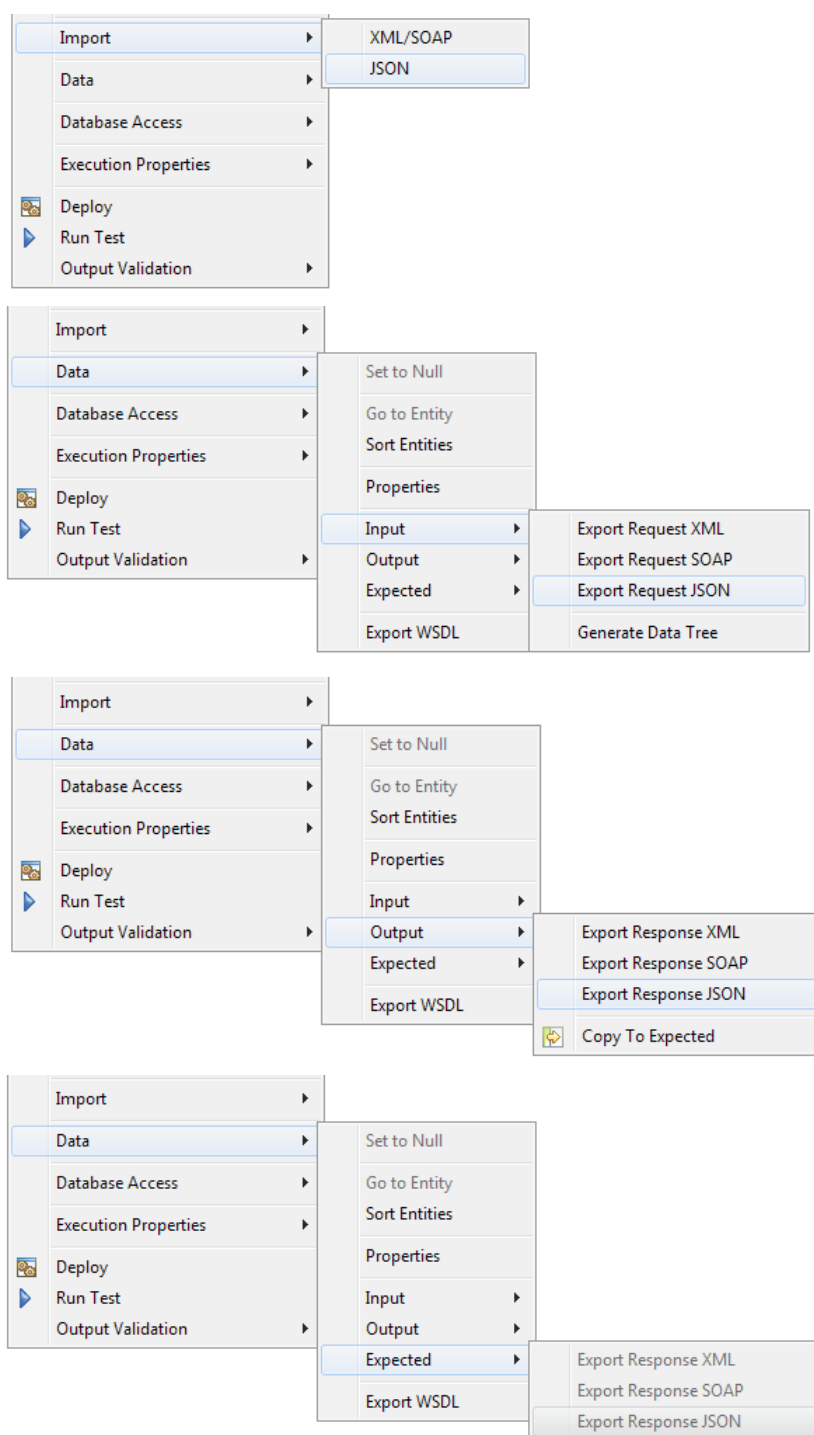 Import
XML/SOAP
JSON
Data
Database Access
Execution Properties
Deploy
Run Test
Output Validation
Import
Data
Set to Null
Database Access
Go to Entity
Sort Entities
Execution Properties
Properties
Deploy
Run Test
Input
Export Request XML
Output Validation
Output
Export Request SOAP
Expected
Export Request JSON
Export WSDL
Generate Data Tree
Import
Data
Set to Null
Database Access
Go to Entity
Sort Entities
Execution Properties
Properties
Deploy
Run Test
Input
Output Validation
Output
Export Response XML
Expected
Export Response SOAP
Export Response JSON
Export WSDL
Copy To Expected
Import
Data
Set to Null
Database Access
Go to Entity
Sort Entities
Execution Properties
Properties
Deploy
Run Test
Input
Output Validation
Output
Expected
Export Response XML
Export Response SOAP
Export WSDL
Export Response JSON